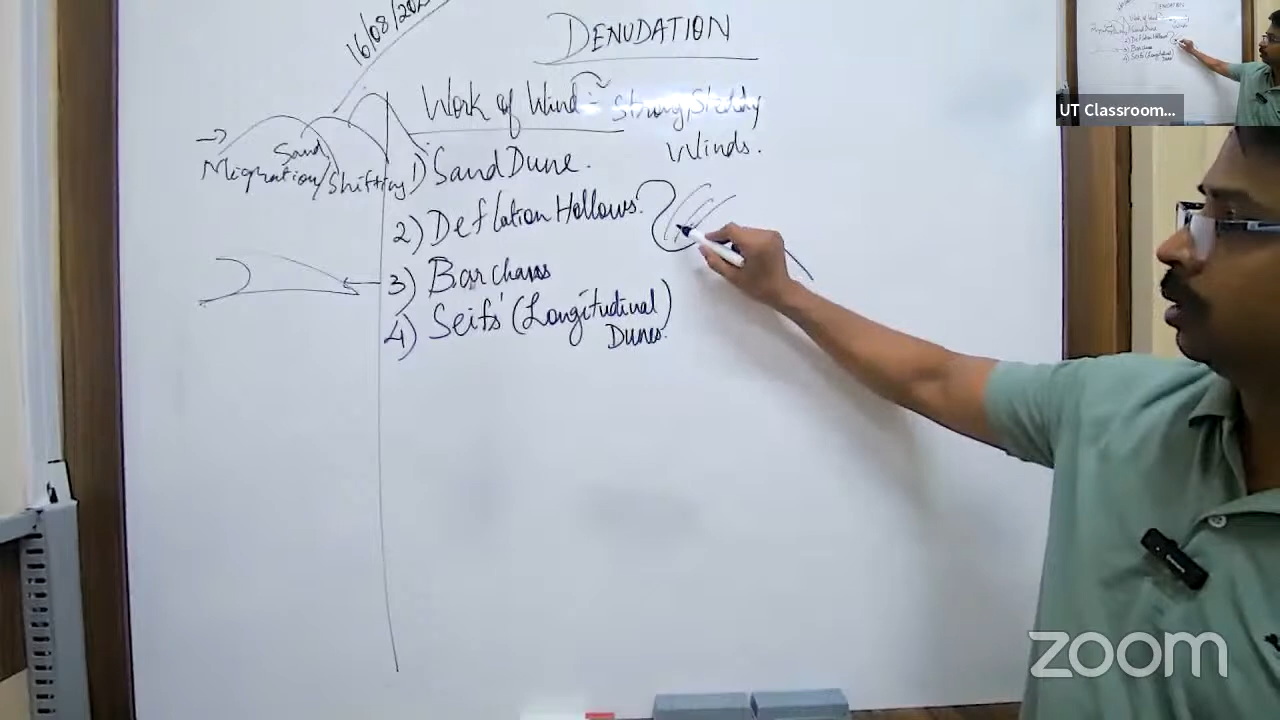 16/08/202
DENUDATION
Work of Wind :- Strong, Steady
Winds.
→ Sand
Migration/Shifting
1) Sand Dune.
2) Deflation Hollows.
3) Barchans
4) Seifs (Longitudinal)
Dunes.
UT Classroom...
zoom